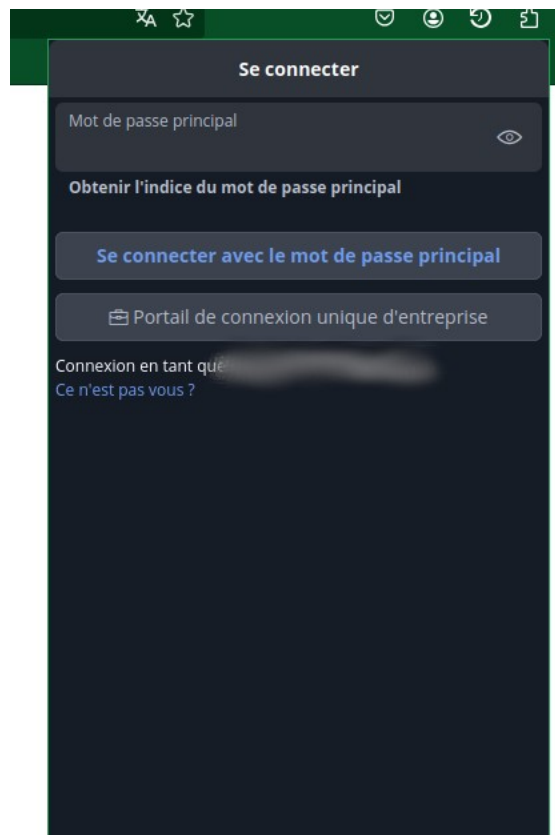 Se connecter
Mot de passe principal
Obtenir l'indice du mot de passe principal
Se connecter avec le mot de passe principal
Portail de connexion unique d'entreprise
Connexion en tant que
Ce n'est pas vous ?